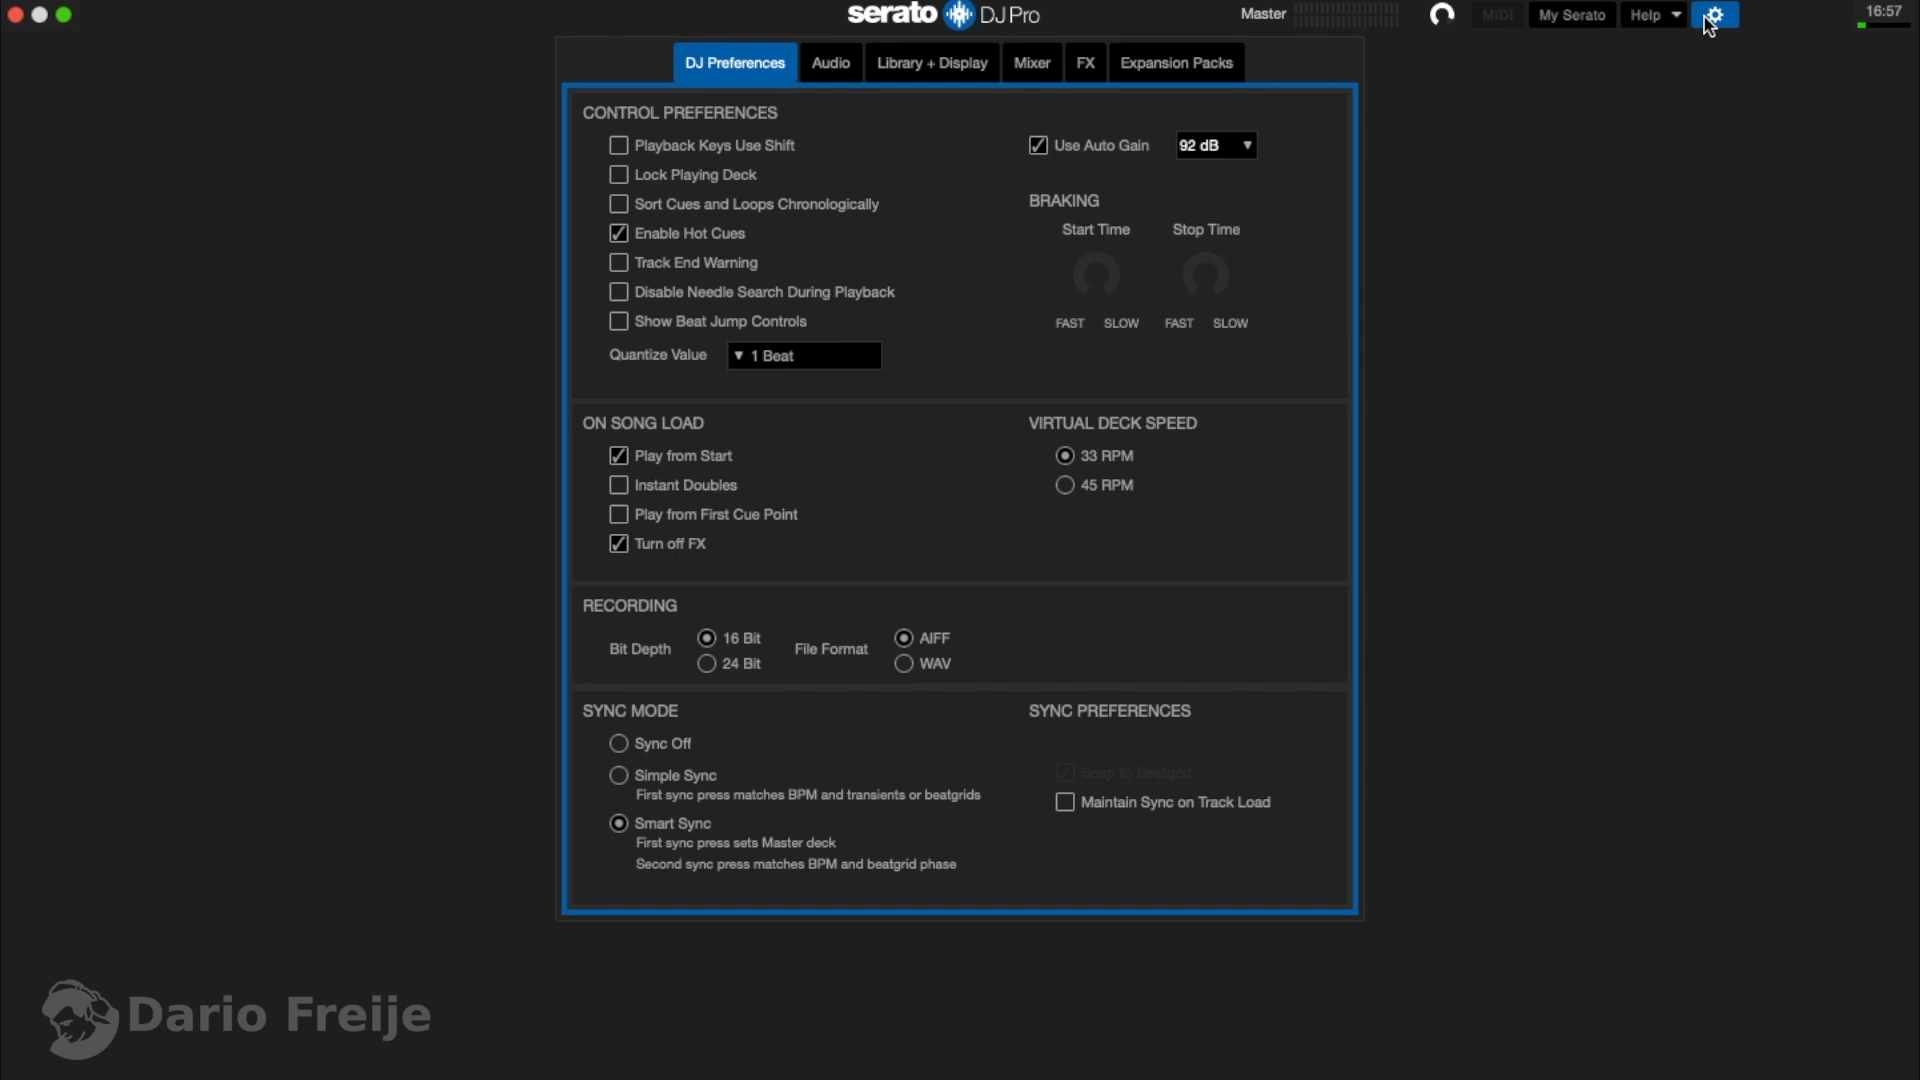 serato DJ Pro
Master
MIDI
My Serato
Help
16:57
DJ Preferences
Audio
Library + Display
Mixer
FX
Expansion Packs
CONTROL PREFERENCES
Playback Keys Use Shift
Lock Playing Deck
Sort Cues and Loops Chronologically
Enable Hot Cues
Track End Warning
Disable Needle Search During Playback
Show Beat Jump Controls
Quantize Value ▼ 1 Beat
Use Auto Gain 92 dB ▼
BRAKING
Start Time Stop Time
FAST SLOW FAST SLOW
ON SONG LOAD
Play from Start
Instant Doubles
Play from First Cue Point
Turn off FX
VIRTUAL DECK SPEED
33 RPM
45 RPM
RECORDING
Bit Depth
16 Bit
24 Bit
File Format
AIFF
WAV
SYNC MODE
Sync Off
Simple Sync
First sync press matches BPM and transients or beatgrids
Smart Sync
First sync press sets Master deck
Second sync press matches BPM and beatgrid phase
SYNC PREFERENCES
Snap to Beatgrid
Maintain Sync on Track Load
Dario Freije